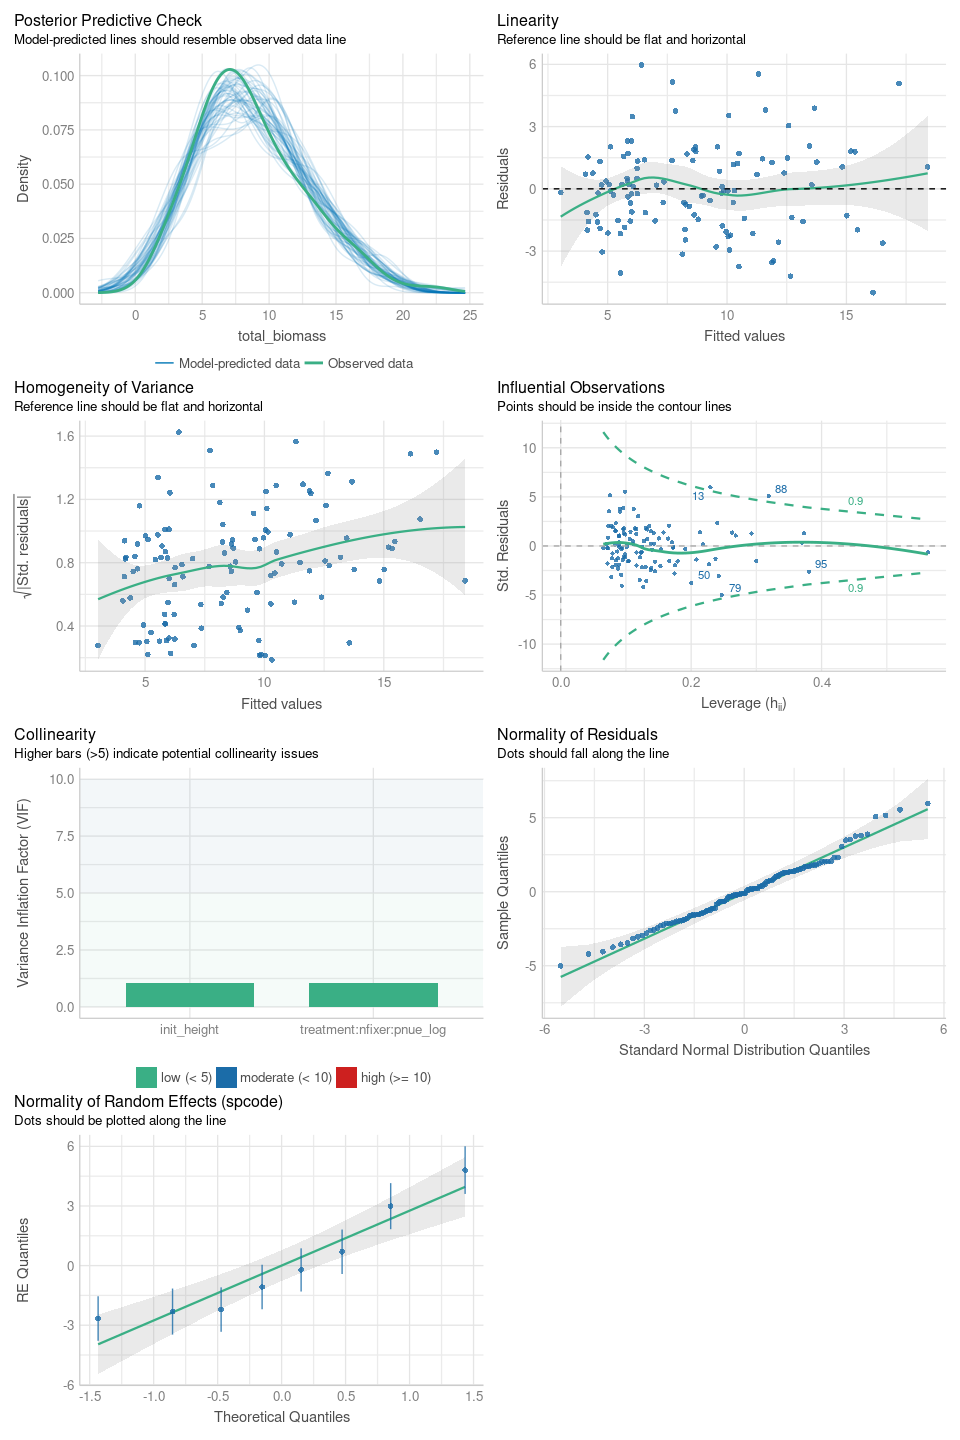 Posterior Predictive Check
Model-predicted lines should resemble observed data line
Density
0.100
0.075
0.050
0.025
0.000
0
5
10
15
20
25
total_biomass
Model-predicted data
Observed data
Linearity
Reference line should be flat and horizontal
Residuals
6
3
0
-3
5
10
15
Fitted values
Homogeneity of Variance
Reference line should be flat and horizontal
√|Std. residuals|
1.6
1.2
0.8
0.4
5
10
15
Fitted values
Influential Observations
Points should be inside the contour lines
Std. Residuals
10
5
0
-5
-10
13
88
0.9
50
79
95
0.9
0.0
0.2
0.4
Leverage (hii)
Collinearity
Higher bars (>5) indicate potential collinearity issues
Variance Inflation Factor (VIF)
10.0
7.5
5.0
2.5
0.0
init_height
treatment:nfixer:pnue_log
low (< 5)
moderate (< 10)
high (>= 10)
Normality of Residuals
Dots should fall along the line
Sample Quantiles
5
0
-5
-6
-3
0
3
6
Standard Normal Distribution Quantiles
Normality of Random Effects (spcode)
Dots should be plotted along the line
RE Quantiles
6
3
0
-3
-6
-1.5
-1.0
-0.5
0.0
0.5
1.0
1.5
Theoretical Quantiles